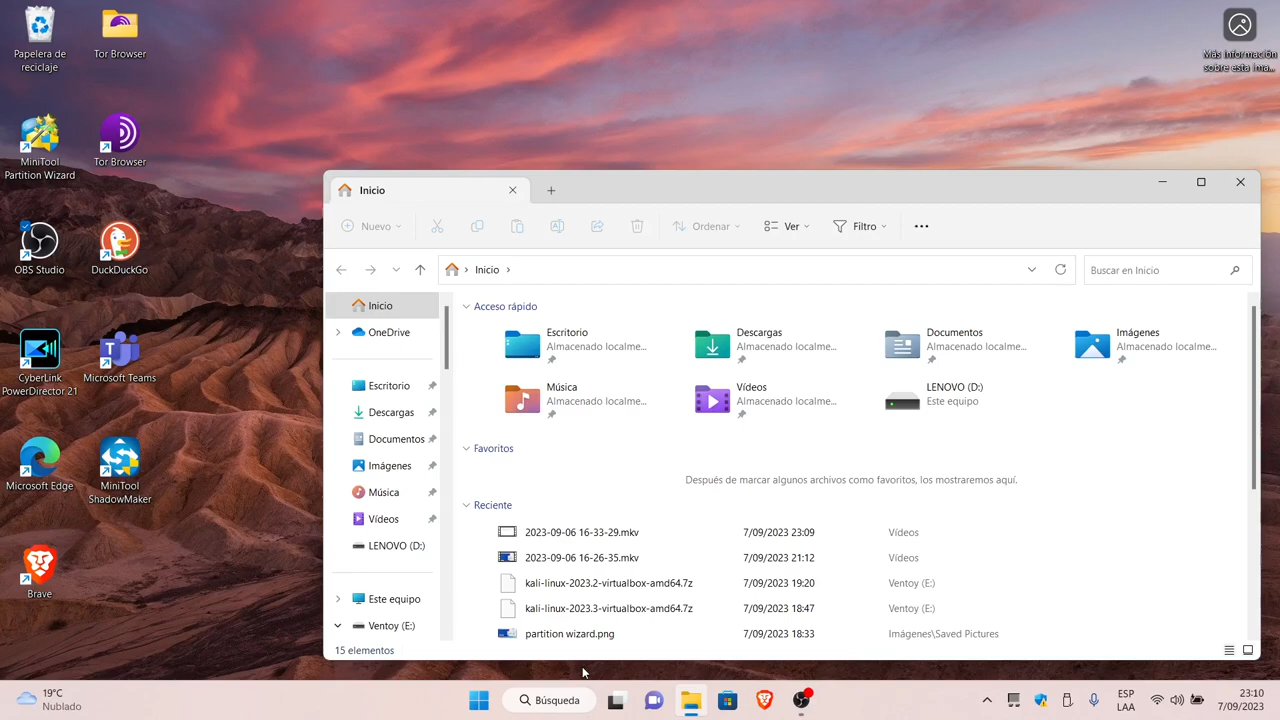 Papelera de
reciclaje
Tor Browser
Más información
sobre esta ima...
MiniTool
Partition Wizard
Tor Browser
OBS Studio
DuckDuckGo
CyberLink
PowerDirector 21
Microsoft Teams
Microsoft Edge
MiniTool
ShadowMaker
Brave
Inicio
Nuevo
Ordenar
Ver
Filtro
Inicio
Buscar en Inicio
Inicio
OneDrive
Escritorio
Descargas
Documentos
Imágenes
Música
Vídeos
LENOVO (D:)
Este equipo
Ventoy (E:)
Acceso rápido
Escritorio
Almacenado localme...
Descargas
Almacenado localme...
Documentos
Almacenado localme...
Imágenes
Almacenado localme...
Música
Almacenado localme...
Vídeos
Almacenado localme...
LENOVO (D:)
Este equipo
Favoritos
Después de marcar algunos archivos como favoritos, los mostraremos aquí.
Reciente
2023-09-06 16-33-29.mkv 7/09/2023 23:09 Vídeos
2023-09-06 16-26-35.mkv 7/09/2023 21:12 Vídeos
kali-linux-2023.2-virtualbox-amd64.7z 7/09/2023 19:20 Ventoy (E:)
kali-linux-2023.3-virtualbox-amd64.7z 7/09/2023 18:47 Ventoy (E:)
partition wizard.png 7/09/2023 18:33 Imágenes\Saved Pictures
15 elementos
19°C
Nublado
Búsqueda
ESP
LAA
23:10
7/09/2023